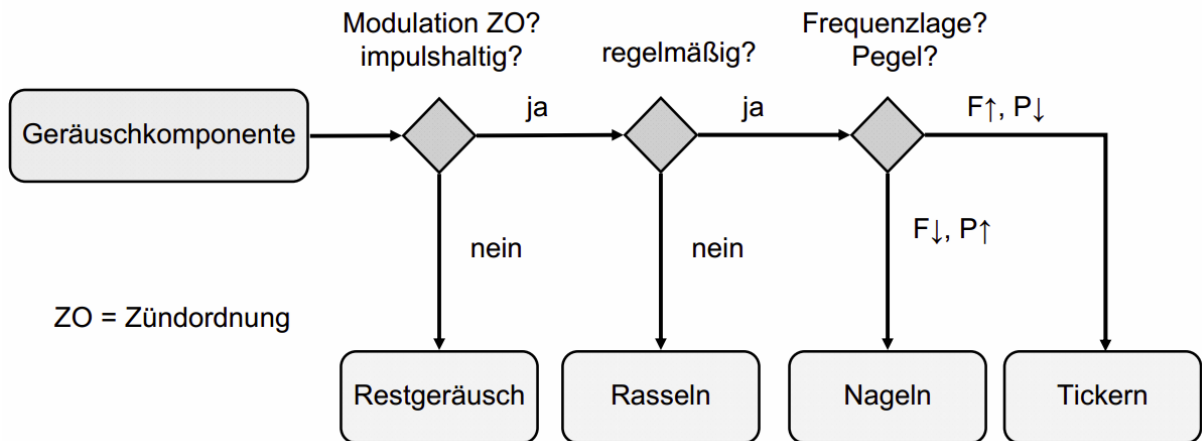 Modulation ZO?
impulshaltig?
regelmäßig?
Frequenzlage?
Pegel?
Geräuschkomponente
ja
ja
F↑, P↓
nein
nein
F↓, P↑
ZO = Zündordnung
Restgeräusch
Rasseln
Nageln
Tickern